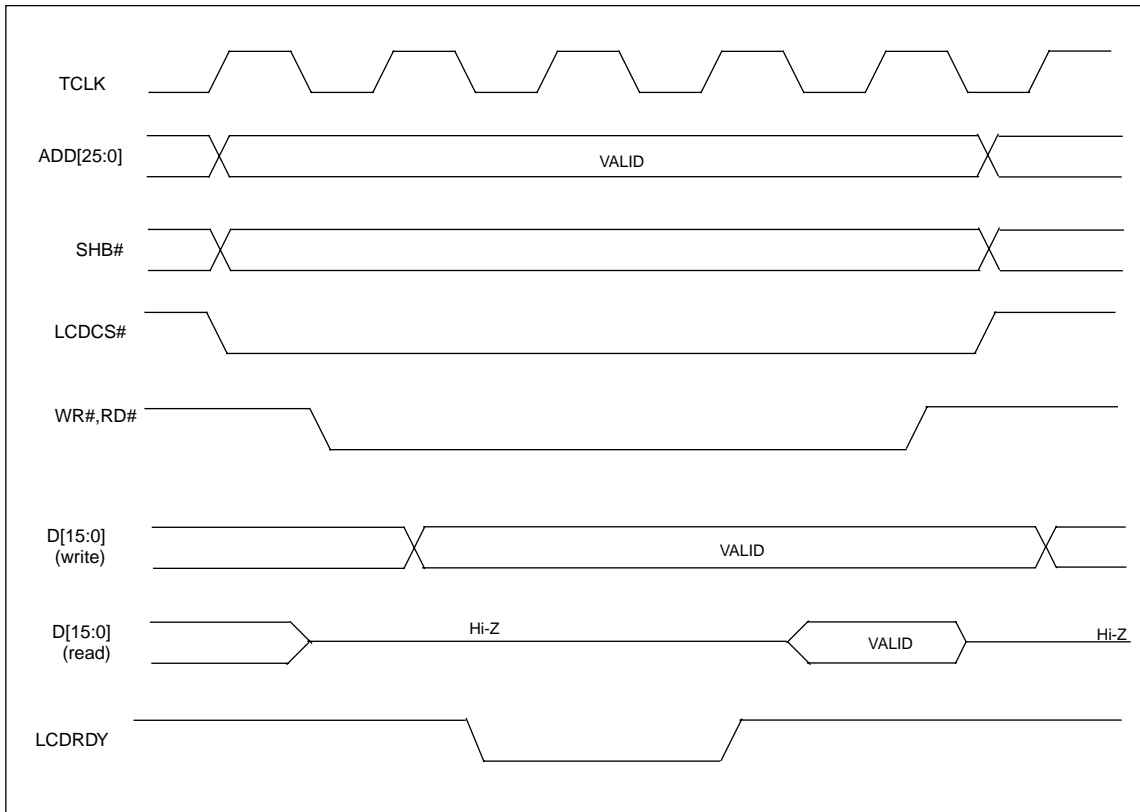 TCLK
ADD[25:0]
VALID
SHB#
LCDCS#
WR#,RD#
D[15:0]
(write)
VALID
D[15:0]
(read)
Hi-Z
VALID
Hi-Z
LCDRDY